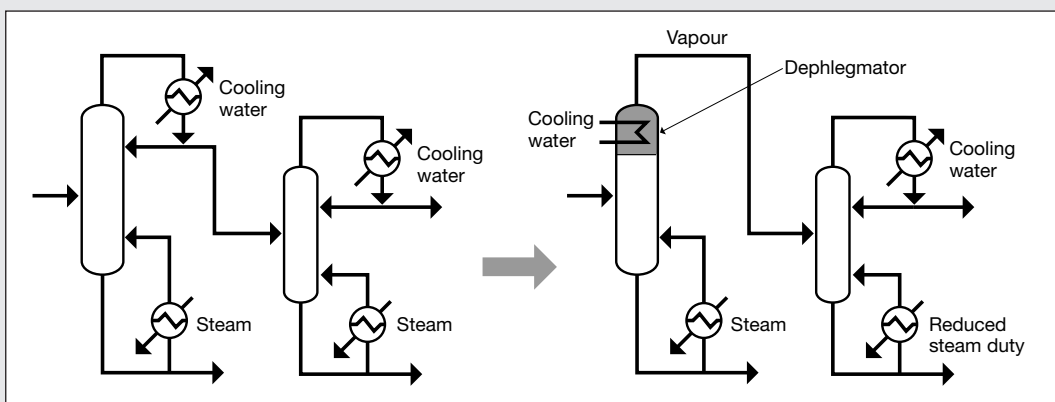 Cooling
water
Cooling
water
Steam
Steam
Vapour
Dephlegmator
Cooling
water
Cooling
water
Steam
Reduced
steam duty